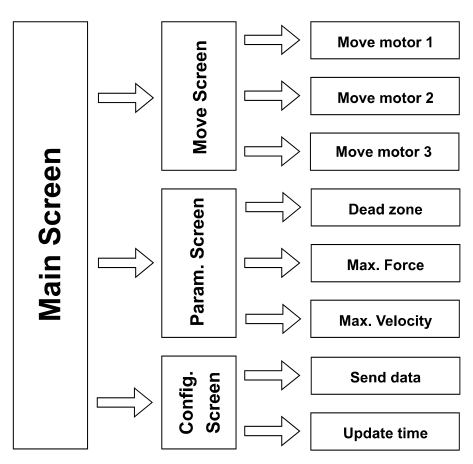 Main Screen
Move Screen
Move motor 1
Move motor 2
Move motor 3
Param. Screen
Dead zone
Max. Force
Max. Velocity
Config.
Screen
Send data
Update time